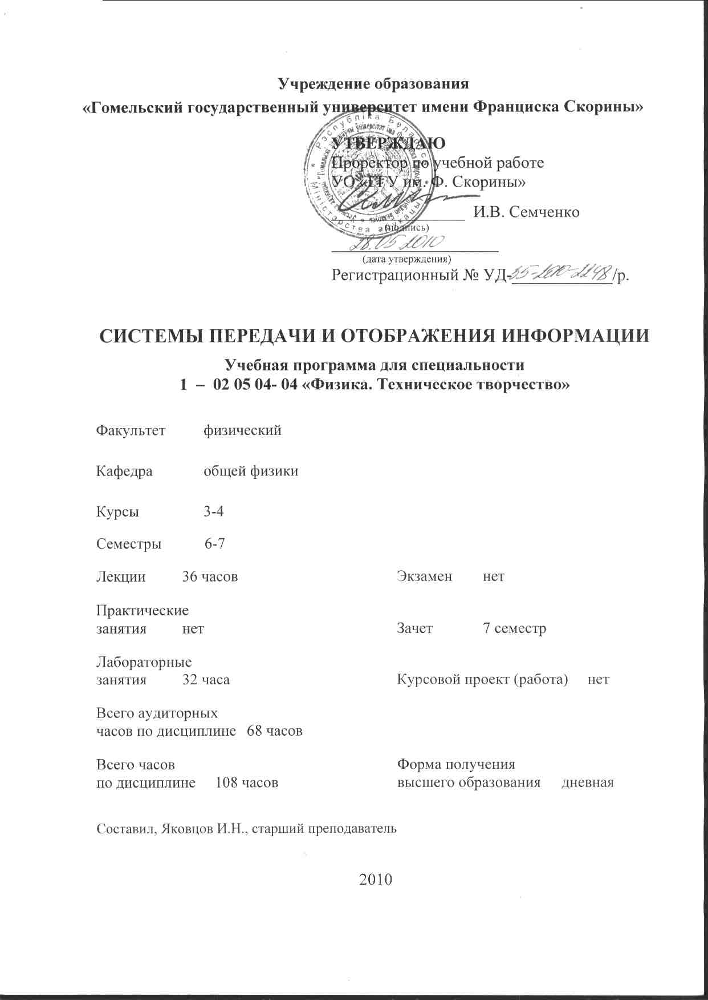 Учреждение образования
«Гомельский государственный университет имени Франциска Скорины»
УТВЕРЖДАЮ
Проректор по учебной работе
УО «ГГУ им. Ф. Скорины»
И.В. Семченко
(подпись)
28.05 2010
(дата утверждения)
Регистрационный № УД-35-2010-2248/р.
СИСТЕМЫ ПЕРЕДАЧИ И ОТОБРАЖЕНИЯ ИНФОРМАЦИИ
Учебная программа для специальности
1 – 02 05 04- 04 «Физика. Техническое творчество»
Факультет физический
Кафедра общей физики
Курсы 3-4
Семестры 6-7
Лекции 36 часов Экзамен нет
Практические
занятия нет Зачет 7 семестр
Лабораторные
занятия 32 часа Курсовой проект (работа) нет
Всего аудиторных
часов по дисциплине 68 часов
Всего часов Форма получения
по дисциплине 108 часов высшего образования дневная
Составил, Яковцов И.Н., старший преподаватель
2010
Рэспубліка Беларусь
Міністэрства адукацыі